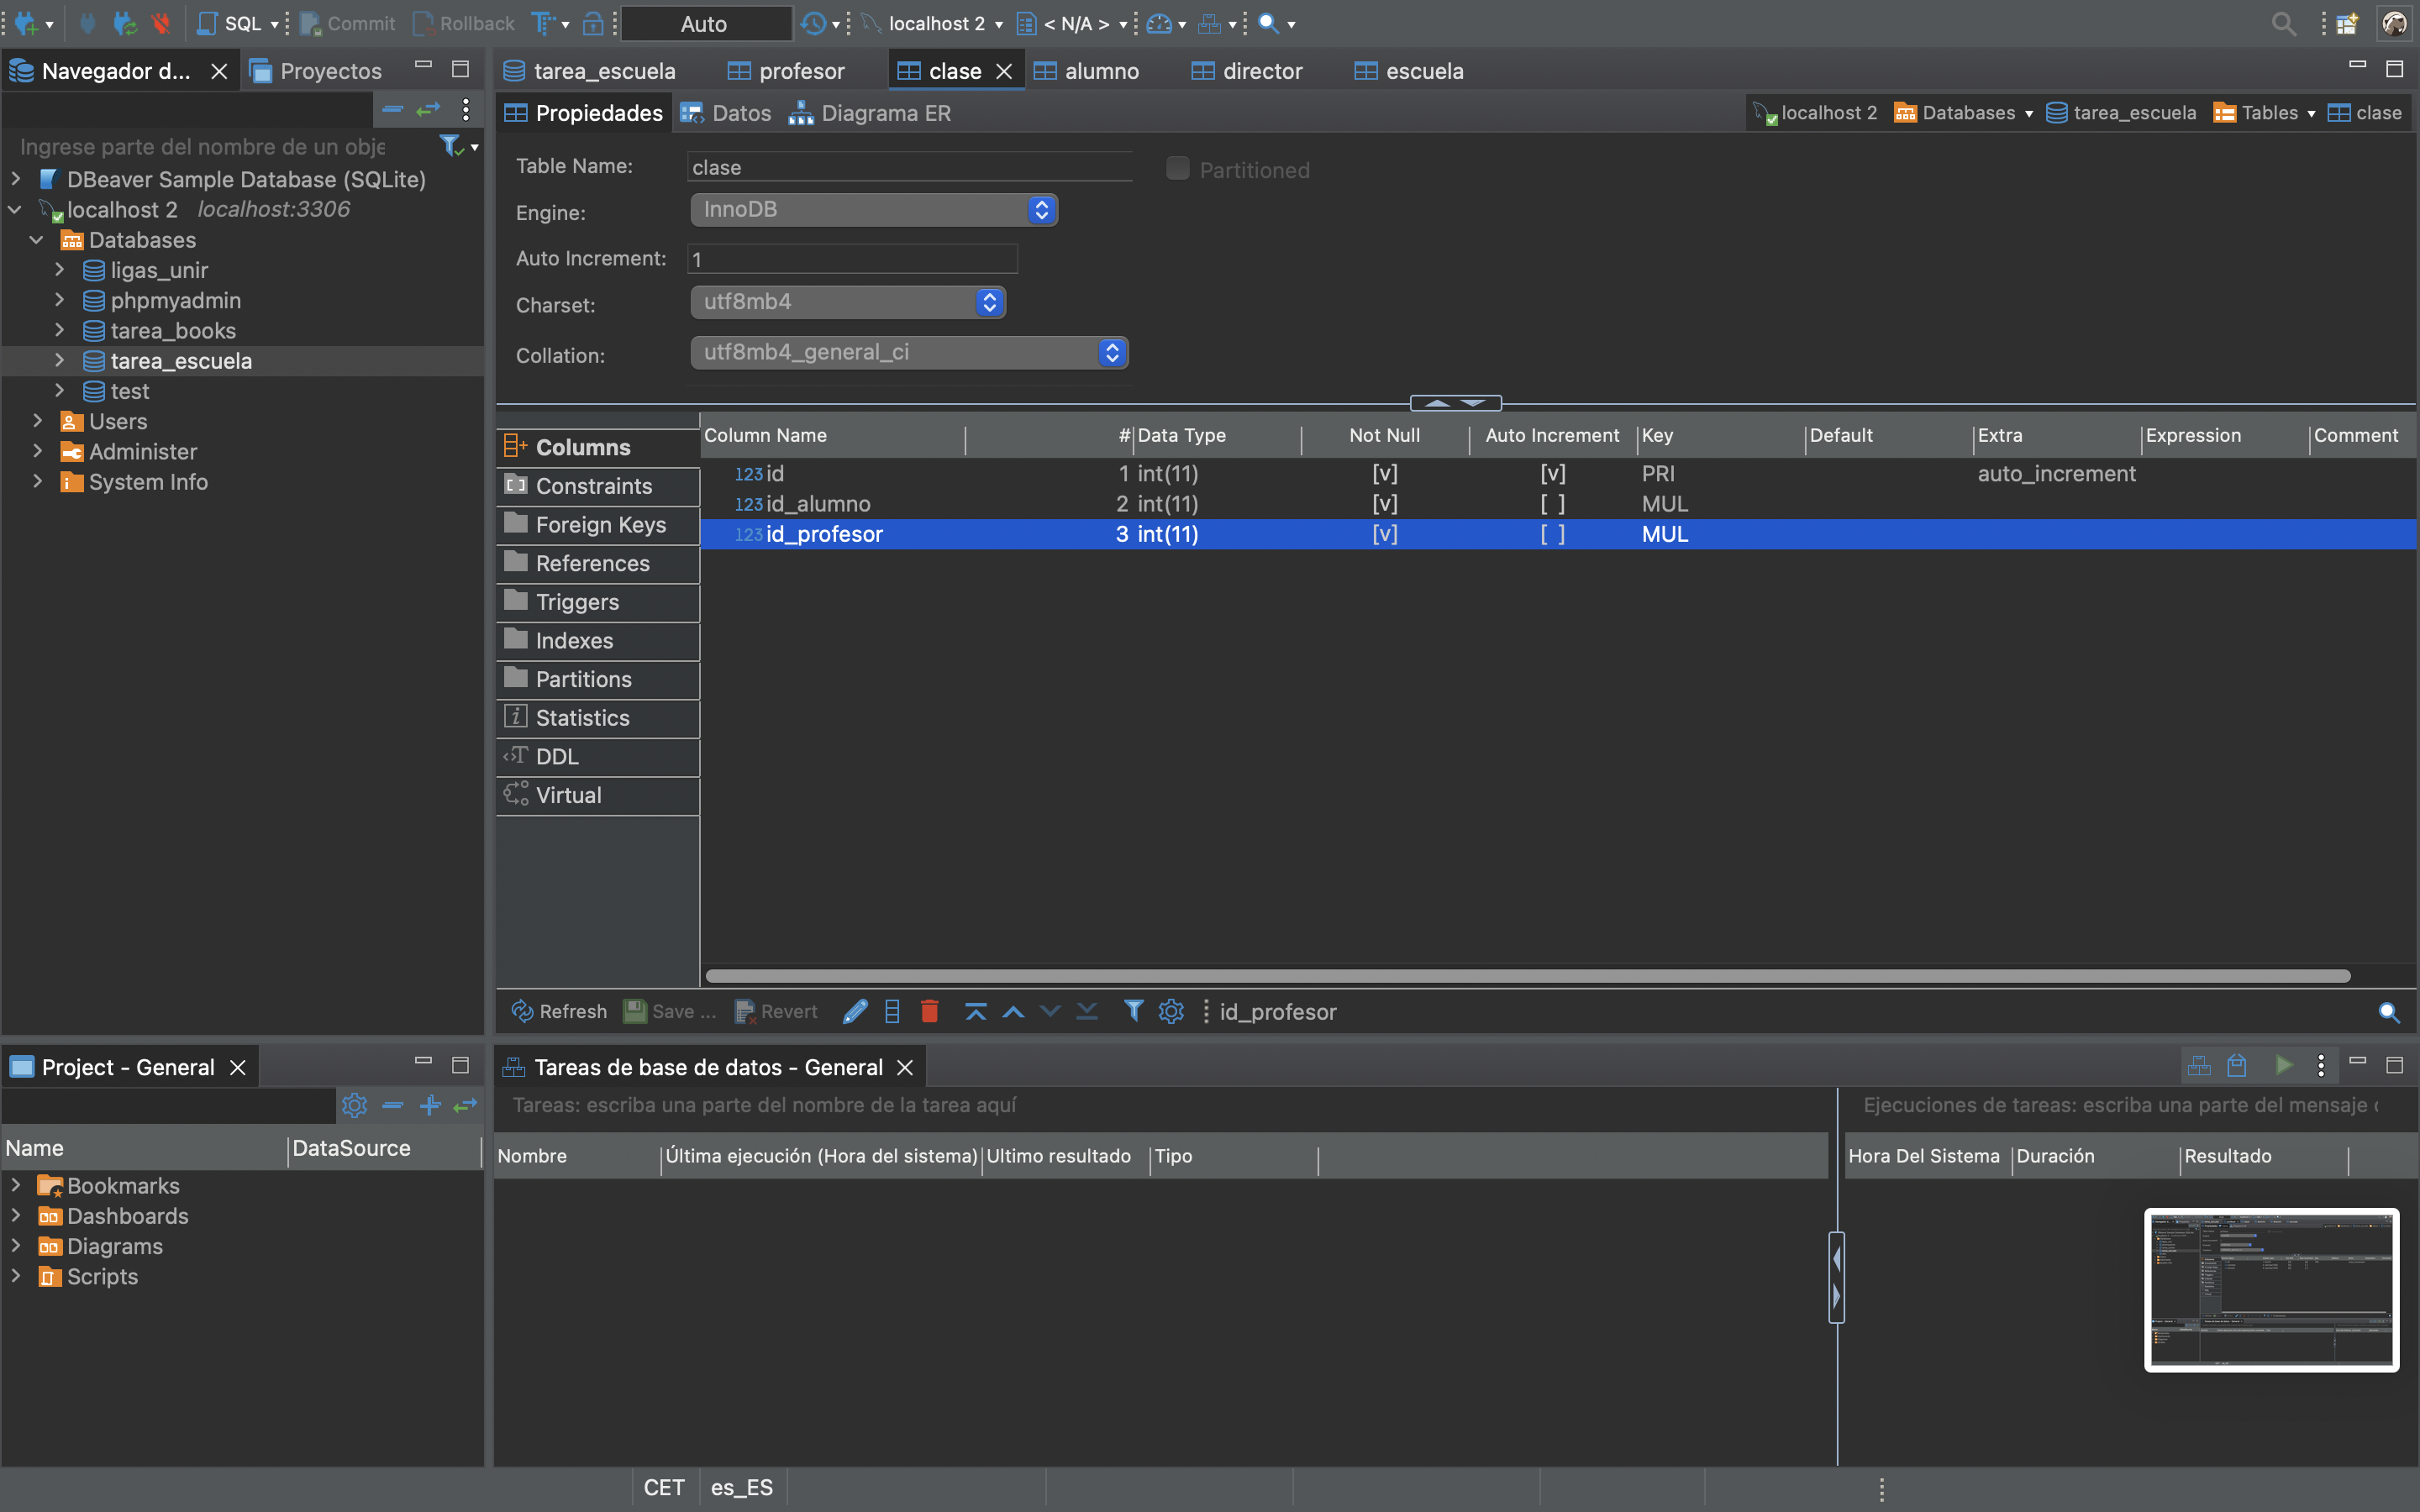 SQL Commit Rollback Auto localhost 2 < N/A >
Navegador d... Proyectos
Ingrese parte del nombre de un obje
DBeaver Sample Database (SQLite)
localhost 2 localhost:3306
Databases
ligas_unir
phpmyadmin
tarea_books
tarea_escuela
test
Users
Administer
System Info
tarea_escuela profesor clase alumno director escuela
Propiedades Datos Diagrama ER localhost 2 Databases tarea_escuela Tables clase
Table Name: clase Partitioned
Engine: InnoDB
Auto Increment: 1
Charset: utf8mb4
Collation: utf8mb4_general_ci
Columns
Constraints
Foreign Keys
References
Triggers
Indexes
Partitions
Statistics
DDL
Virtual
Column Name # Data Type Not Null Auto Increment Key Default Extra Expression Comment
123 id 1 int(11) [v] [v] PRI auto_increment
123 id_alumno 2 int(11) [v] [ ] MUL
123 id_profesor 3 int(11) [v] [ ] MUL
Refresh Save ... Revert id_profesor
Project - General
Name DataSource
Bookmarks
Dashboards
Diagrams
Scripts
Tareas de base de datos - General
Tareas: escriba una parte del nombre de la tarea aquí Ejecuciones de tareas: escriba una parte del mensaje
Nombre Última ejecución (Hora del sistema) Ultimo resultado Tipo Hora Del Sistema Duración Resultado
CET es_ES